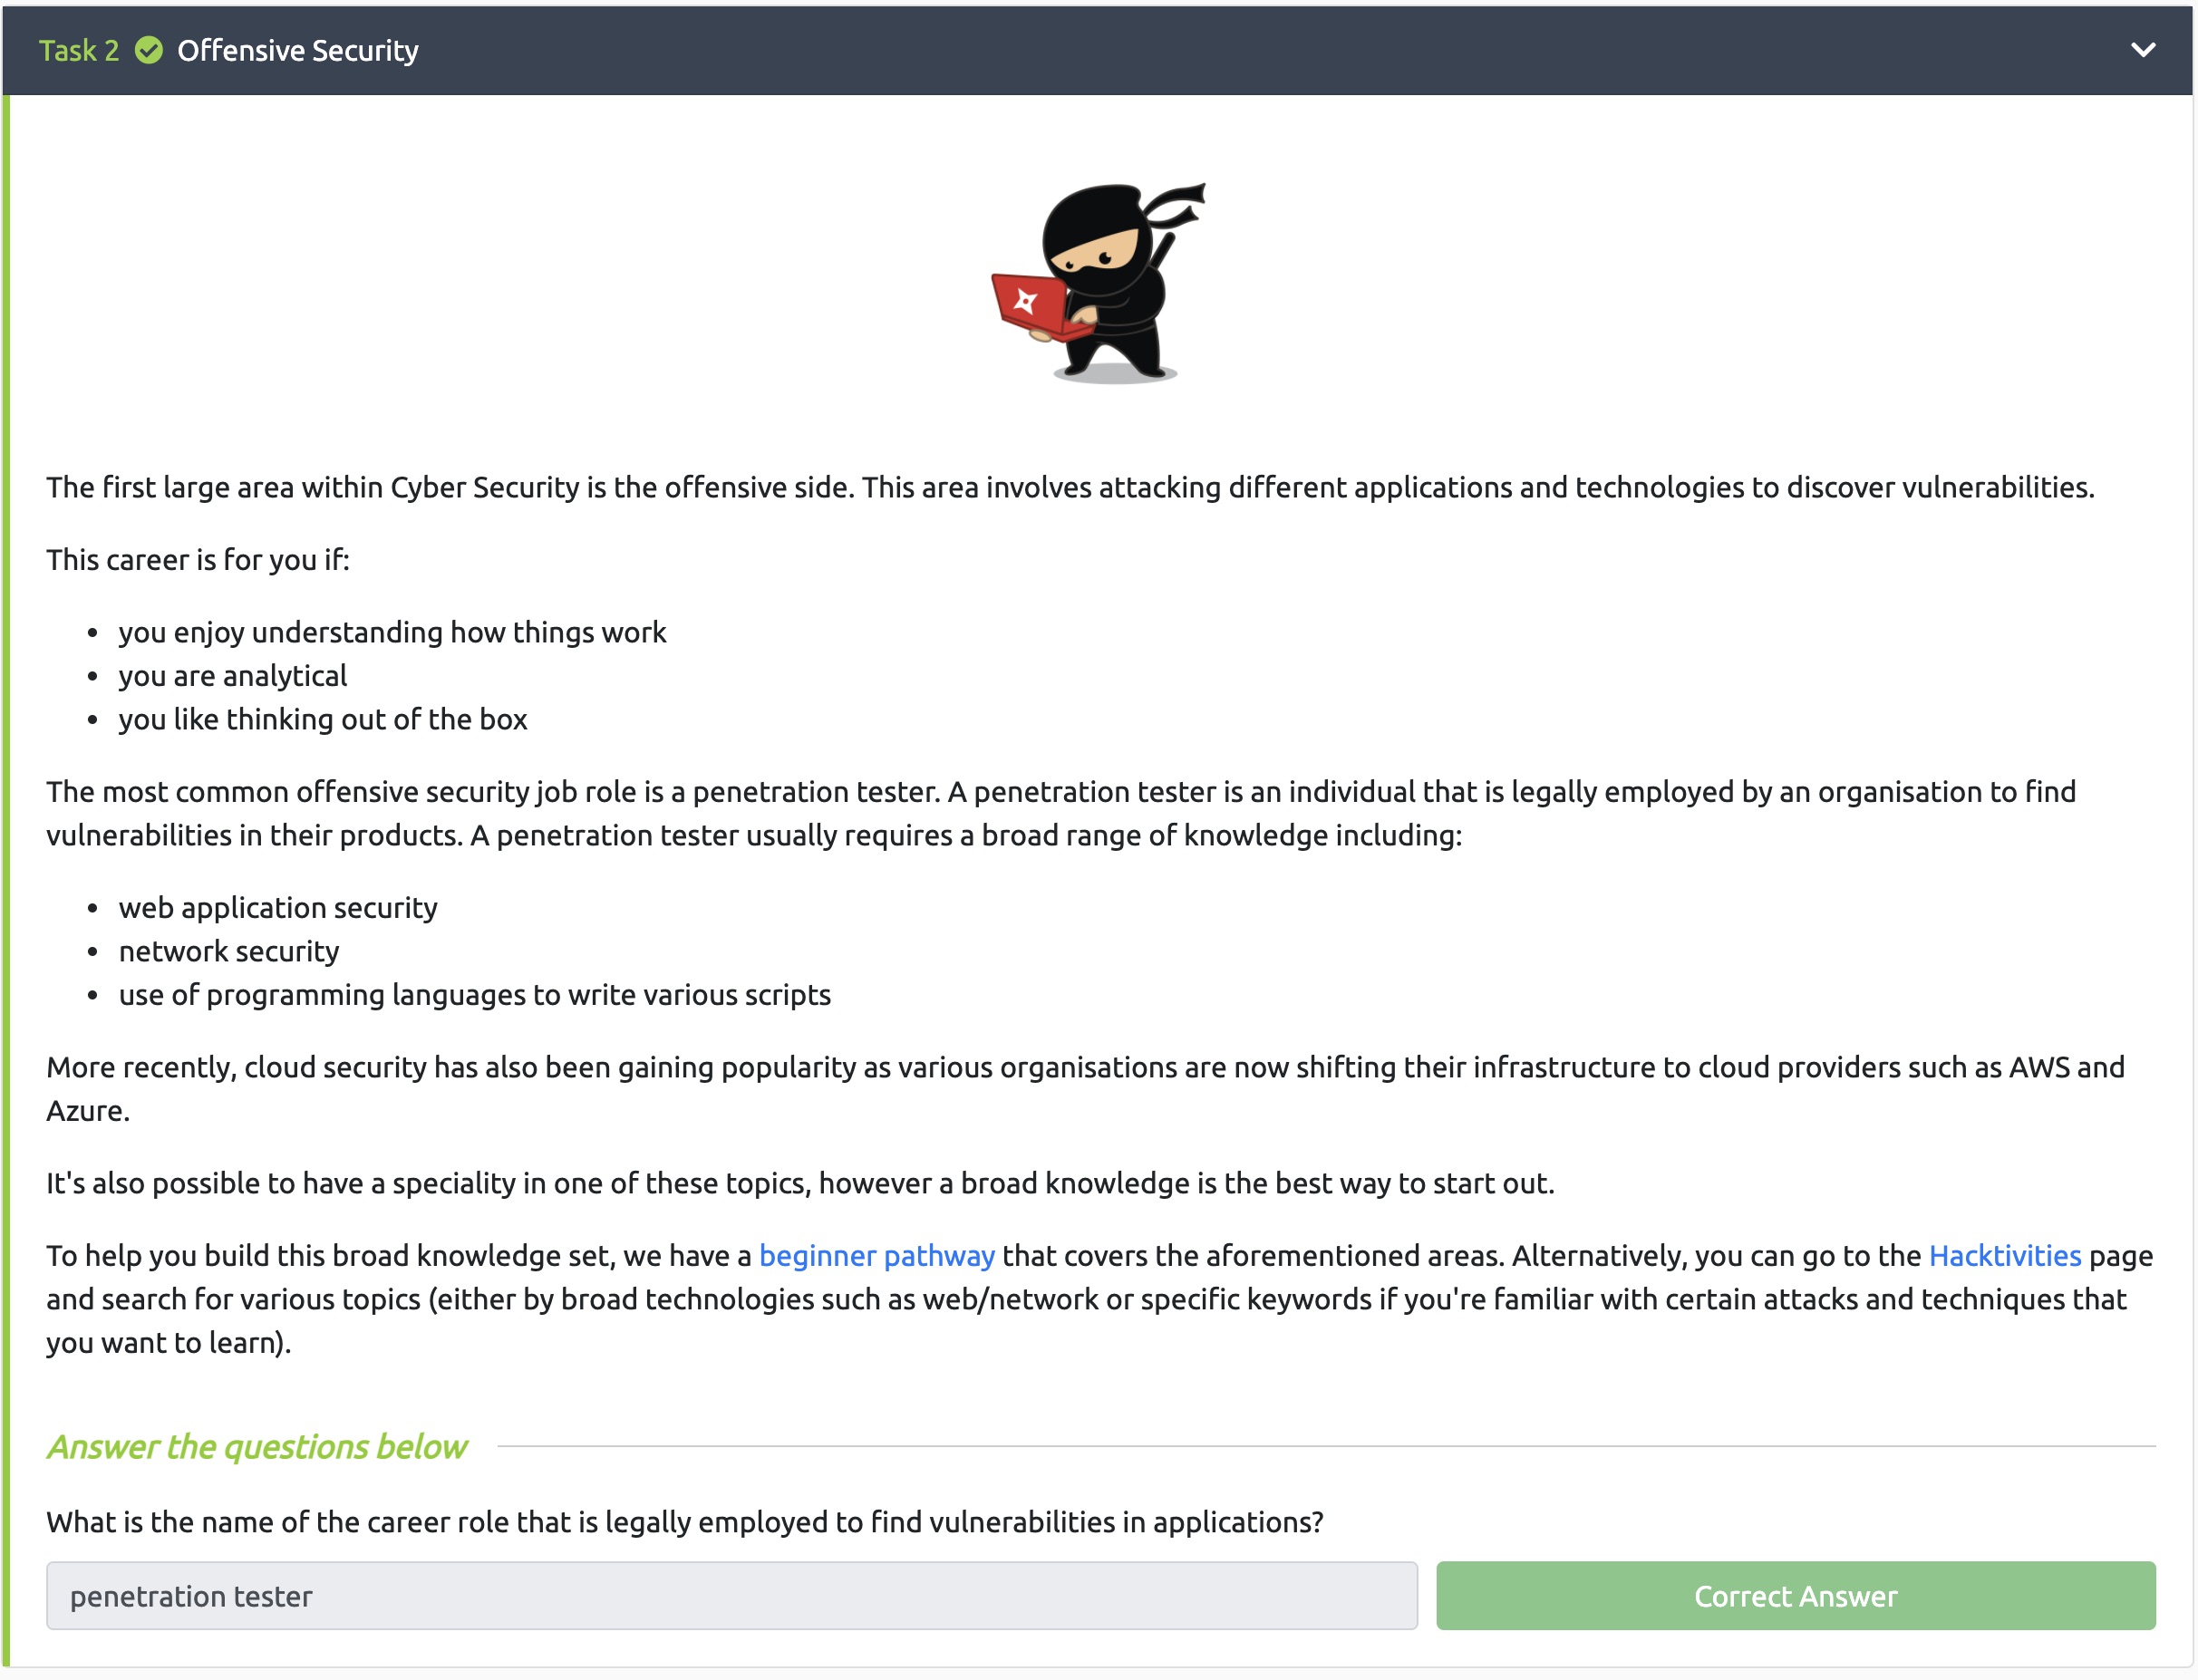 Task 2 Offensive Security
The first large area within Cyber Security is the offensive side. This area involves attacking different applications and technologies to discover vulnerabilities.
This career is for you if:
• you enjoy understanding how things work
• you are analytical
• you like thinking out of the box
The most common offensive security job role is a penetration tester. A penetration tester is an individual that is legally employed by an organisation to find
vulnerabilities in their products. A penetration tester usually requires a broad range of knowledge including:
• web application security
• network security
• use of programming languages to write various scripts
More recently, cloud security has also been gaining popularity as various organisations are now shifting their infrastructure to cloud providers such as AWS and
Azure.
It's also possible to have a speciality in one of these topics, however a broad knowledge is the best way to start out.
To help you build this broad knowledge set, we have a beginner pathway that covers the aforementioned areas. Alternatively, you can go to the Hacktivities page
and search for various topics (either by broad technologies such as web/network or specific keywords if you're familiar with certain attacks and techniques that
you want to learn).
Answer the questions below
What is the name of the career role that is legally employed to find vulnerabilities in applications?
penetration tester
Correct Answer